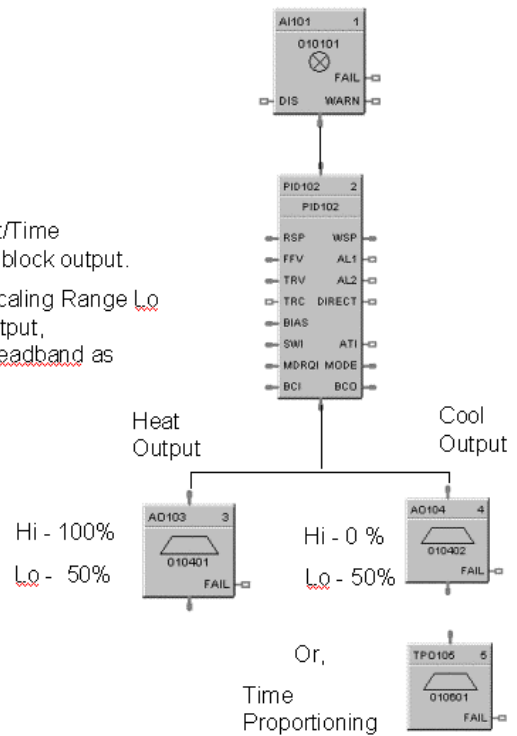 AI101 1
010101
FAIL
DIS WARN
PID102 2
PID102
RSP WSP
FFV AL1
TRV AL2
TRC DIRECT
BIAS
SWI ATI
MDRQI MODE
BCI BCO
t/Time
block output.
caling Range Lo
tput,
eadband as
Heat
Output
Cool
Output
AO103 3
010401
FAIL
Hi - 100%
Lo - 50%
AO104 4
010402
FAIL
Hi - 0 %
Lo - 50%
Or,
Time
Proportioning
TPO105 5
010601
FAIL